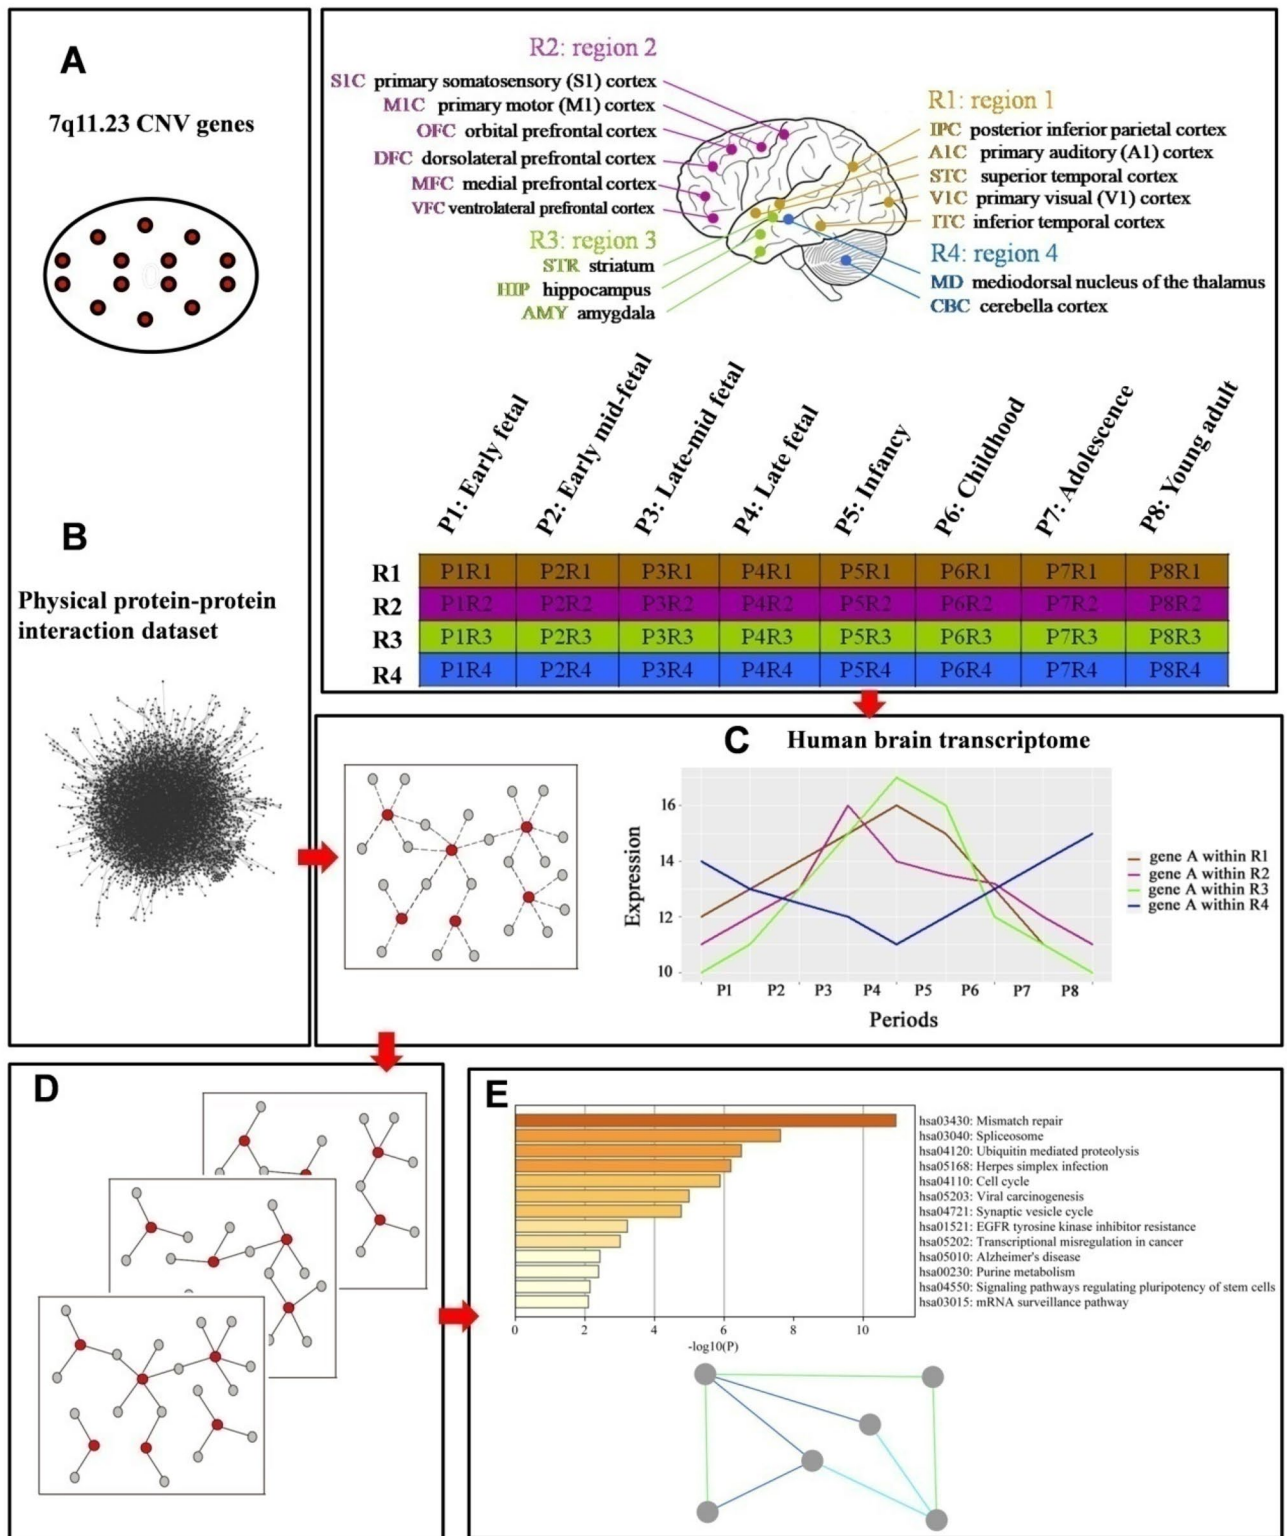 A
7q11.23 CNV genes
B
Physical protein-protein
interaction dataset
R2: region 2
S1C primary somatosensory (S1) cortex
M1C primary motor (M1) cortex
OFC orbital prefrontal cortex
DFC dorsolateral prefrontal cortex
MFC medial prefrontal cortex
VFC ventrolateral prefrontal cortex
R3: region 3
STR striatum
HIP hippocampus
AMY amygdala
R1: region 1
IPC posterior inferior parietal cortex
A1C primary auditory (A1) cortex
STC superior temporal cortex
V1C primary visual (V1) cortex
ITC inferior temporal cortex
R4: region 4
MD mediodorsal nucleus of the thalamus
CBC cerebella cortex
P1: Early fetal
P2: Early mid-fetal
P3: Late-mid fetal
P4: Late fetal
P5: Infancy
P6: Childhood
P7: Adolescence
P8: Young adult
R1 P1R1 P2R1 P3R1 P4R1 P5R1 P6R1 P7R1 P8R1
R2 P1R2 P2R2 P3R2 P4R2 P5R2 P6R2 P7R2 P8R2
R3 P1R3 P2R3 P3R3 P4R3 P5R3 P6R3 P7R3 P8R3
R4 P1R4 P2R4 P3R4 P4R4 P5R4 P6R4 P7R4 P8R4
C Human brain transcriptome
Expression
16
14
12
10
P1 P2 P3 P4 P5 P6 P7 P8
Periods
gene A within R1
gene A within R2
gene A within R3
gene A within R4
D
E
hsa03430: Mismatch repair
hsa03040: Spliceosome
hsa04120: Ubiquitin mediated proteolysis
hsa05168: Herpes simplex infection
hsa04110: Cell cycle
hsa05203: Viral carcinogenesis
hsa04721: Synaptic vesicle cycle
hsa01521: EGFR tyrosine kinase inhibitor resistance
hsa05202: Transcriptional misregulation in cancer
hsa05010: Alzheimer's disease
hsa00230: Purine metabolism
hsa04550: Signaling pathways regulating pluripotency of stem cells
hsa03015: mRNA surveillance pathway
0 2 4 6 8 10
-log10(P)